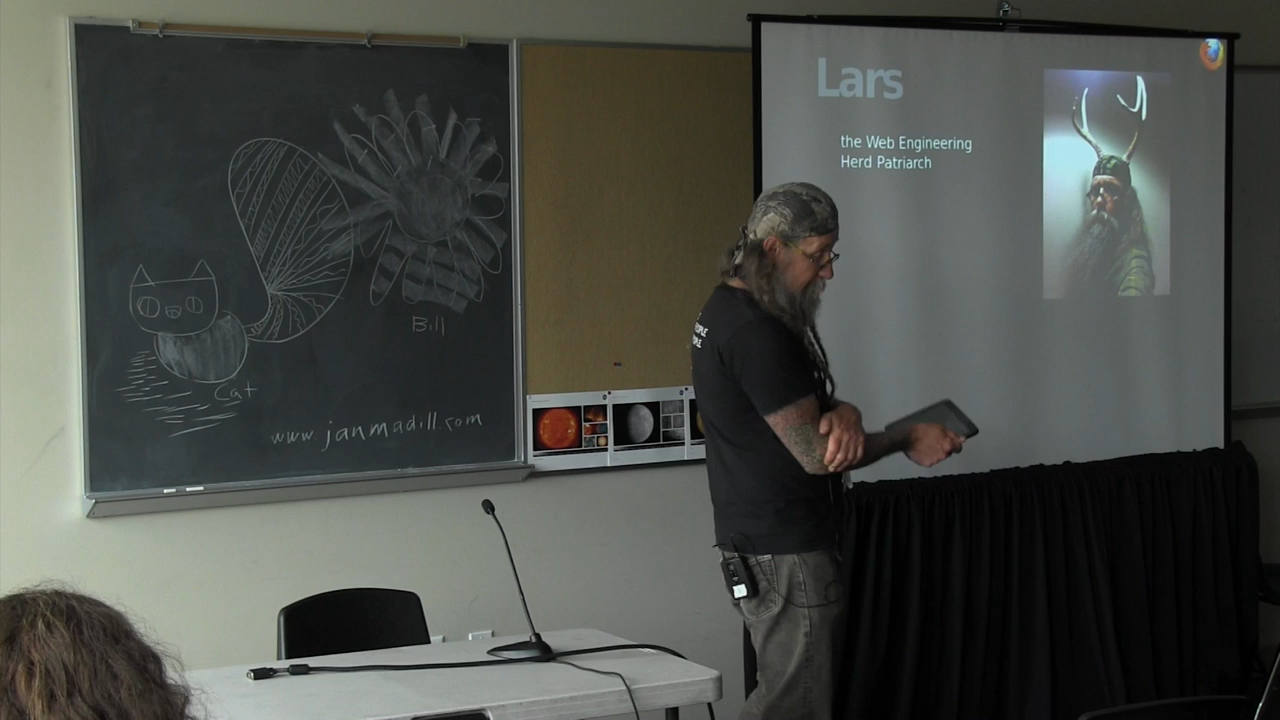 Bill
Cat
www.janmadill.com
Lars
the Web Engineering
Herd Patriarch